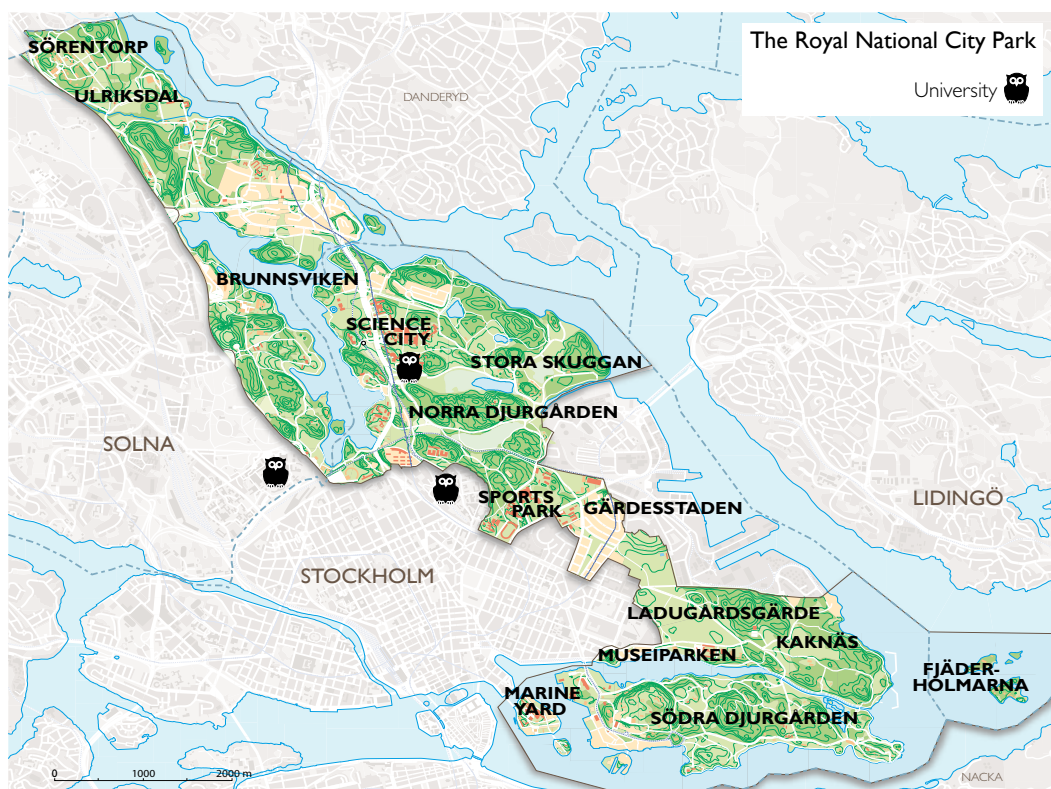 The Royal National City Park
University
SÖRENTORP
ULRIKSDAL
DANDERYD
BRUNNSVIKEN
SCIENCE
CITY
STORA SKUGGAN
NORRA DJURGÅRDEN
SOLNA
SPORTS
PARK
GÄRDESSTADEN
LIDINGÖ
STOCKHOLM
LADUGÅRDSGÄRDE
KAKNÄS
MUSEIPARKEN
FJÄDER-
HOLMARNA
MARINE
YARD
SÖDRA DJURGÅRDEN
0 1000 2000 m
NACKA